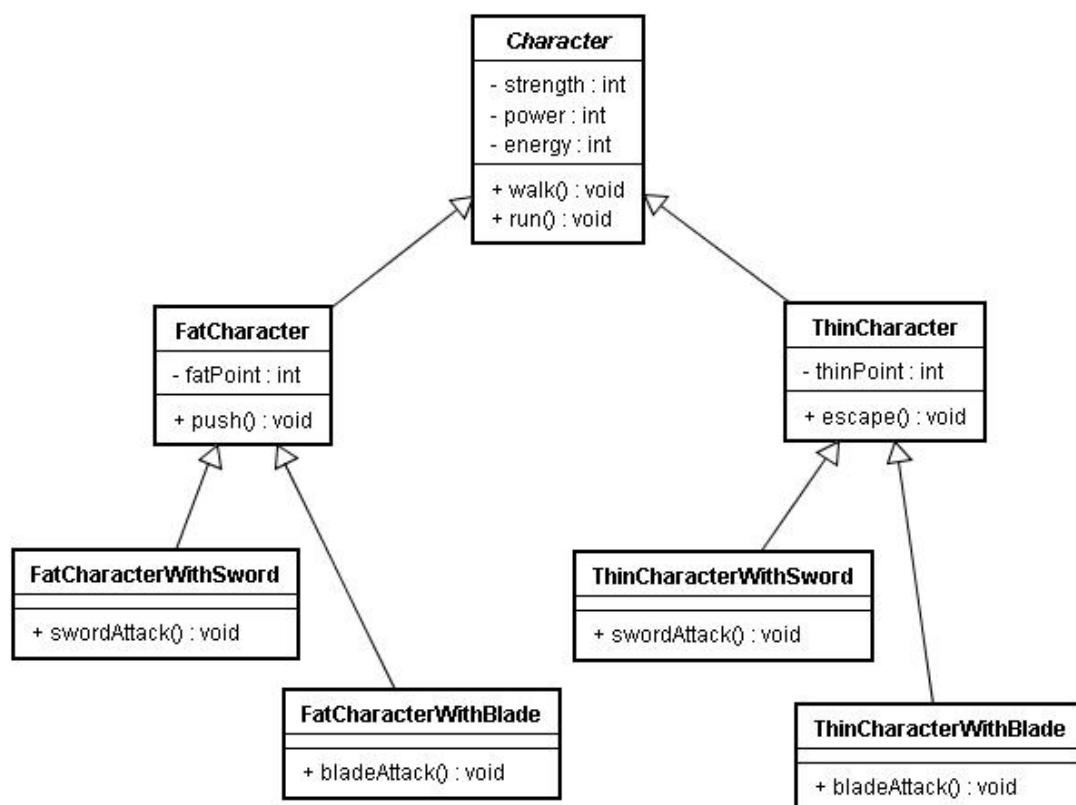 Character
- strength : int
- power : int
- energy : int
+ walk() : void
+ run() : void
FatCharacter
- fatPoint : int
+ push() : void
ThinCharacter
- thinPoint : int
+ escape() : void
FatCharacterWithSword
+ swordAttack() : void
FatCharacterWithBlade
+ bladeAttack() : void
ThinCharacterWithSword
+ swordAttack() : void
ThinCharacterWithBlade
+ bladeAttack() : void